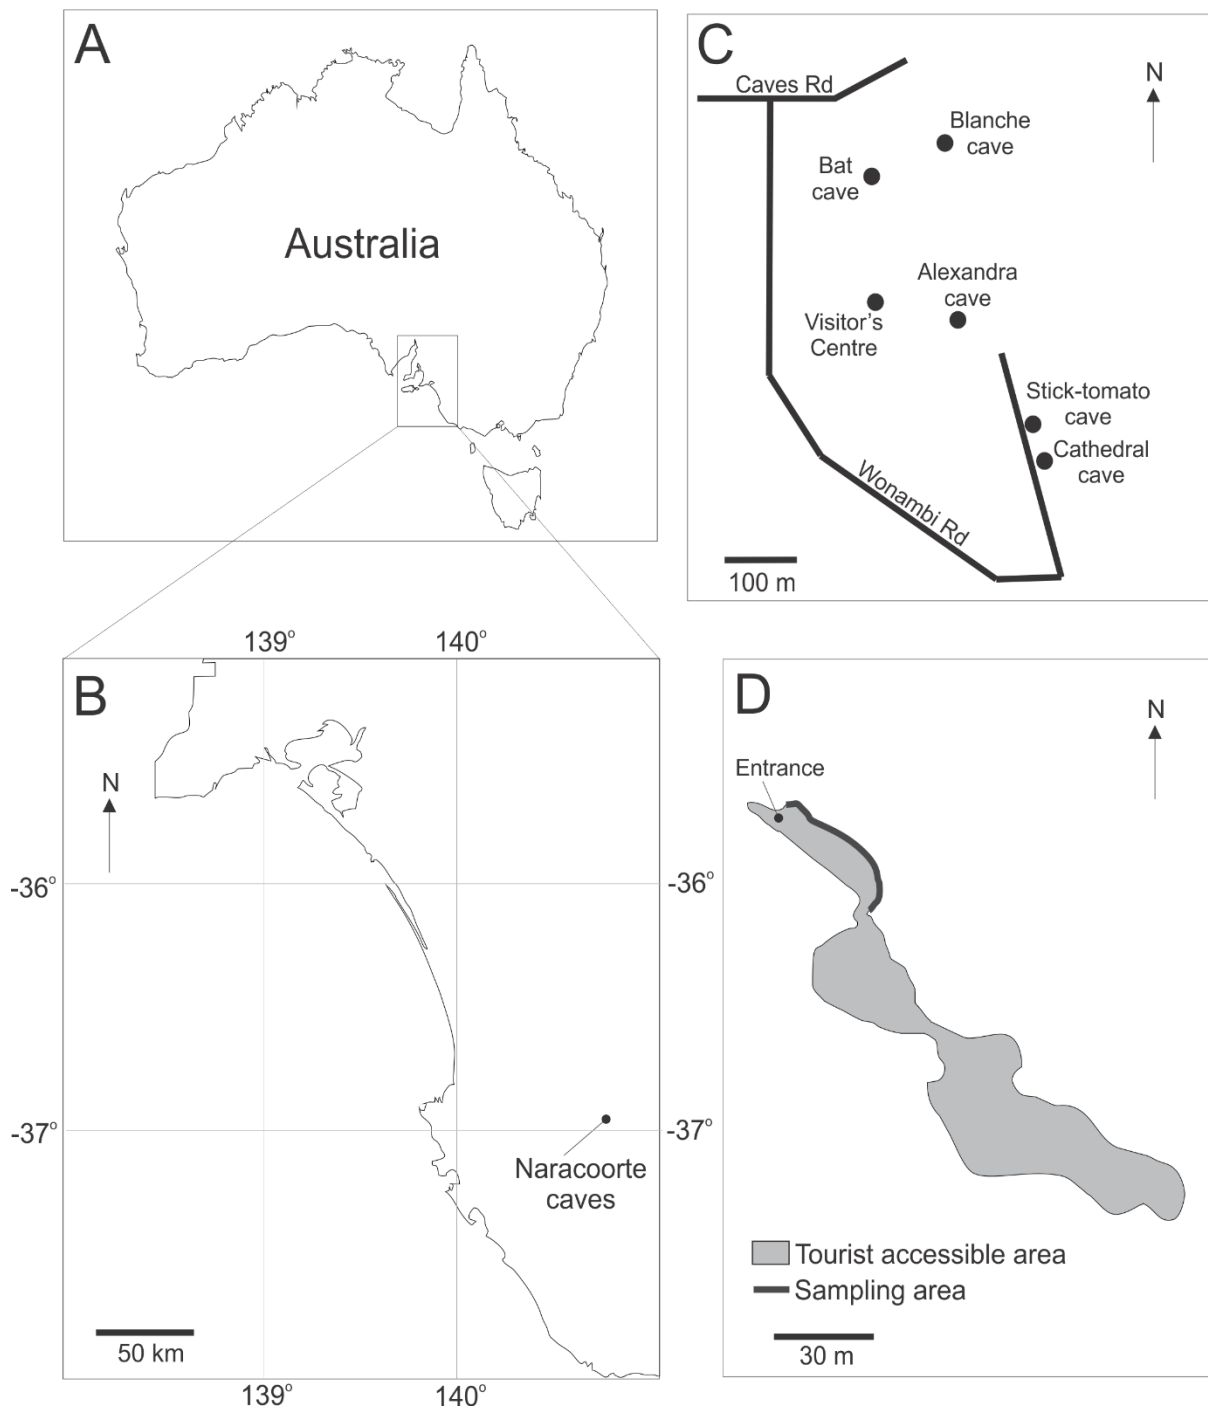 A
Australia
139°
140°
B
N
-36°
-36°
-37°
-37°
Naracoorte
caves
50 km
139°
140°
C
Caves Rd
N
Blanche
cave
Bat
cave
Alexandra
cave
Visitor's
Centre
Stick-tomato
cave
Cathedral
cave
Wonambi Rd
100 m
D
N
Entrance
Tourist accessible area
Sampling area
30 m